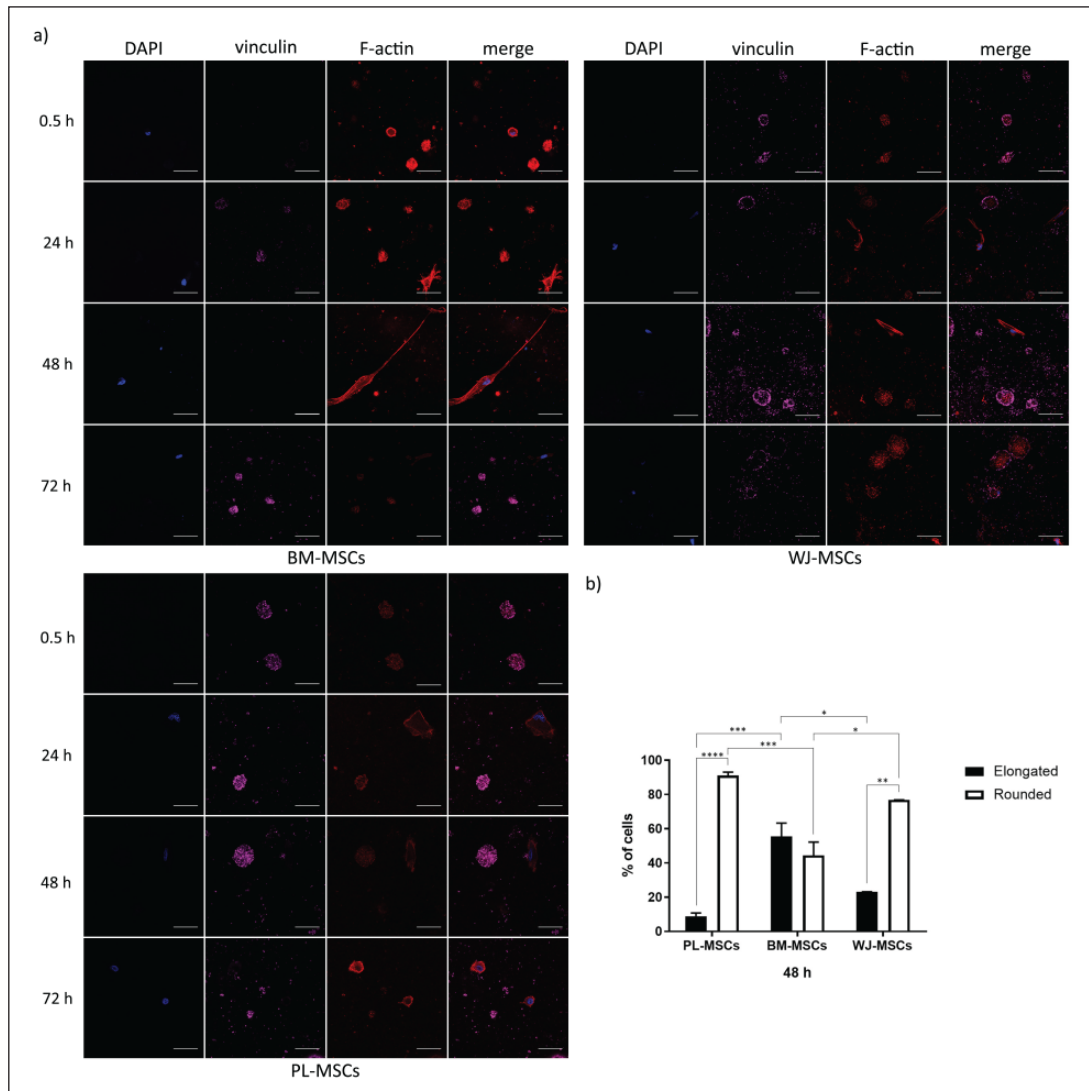 a)
DAPI vinculin F-actin merge DAPI vinculin F-actin merge
0.5 h
24 h
48 h
72 h
BM-MSCs WJ-MSCs
0.5 h
24 h
48 h
72 h
PL-MSCs
b)
* 
*** *
**** *** **
100
80
60
40
20
0
% of cells
PL-MSCs BM-MSCs WJ-MSCs
48 h
Elongated
Rounded